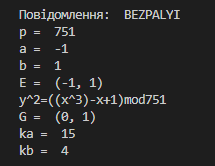 Повідомлення:  BEZPALYI
p =  751
a =  -1
b =  1
E =  (-1, 1)
y^2=((x^3)-x+1)mod751
G =  (0, 1)
ka =  15
kb =  4